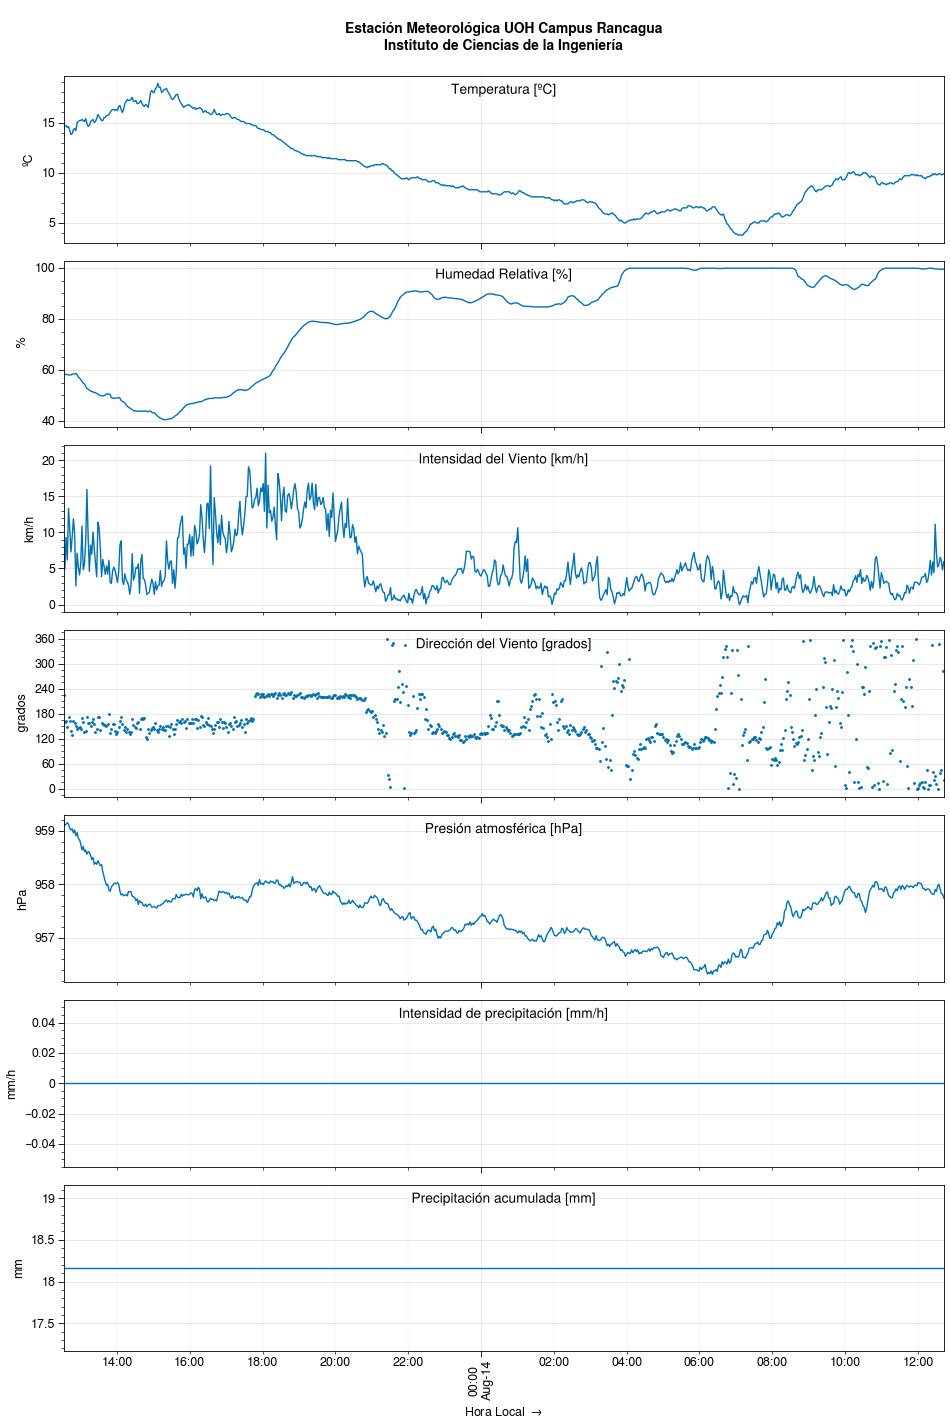 Estación Meteorológica UOH Campus Rancagua
Instituto de Ciencias de la Ingeniería
Temperatura [ºC]
ºC
15
10
5
Humedad Relativa [%]
%
100
80
60
40
Intensidad del Viento [km/h]
km/h
20
15
10
5
0
Dirección del Viento [grados]
grados
360
300
240
180
120
60
0
Presión atmosférica [hPa]
hPa
959
958
957
Intensidad de precipitación [mm/h]
mm/h
0.04
0.02
0
−0.02
−0.04
Precipitación acumulada [mm]
mm
19
18.5
18
17.5
14:00 16:00 18:00 20:00 22:00 00:00 02:00 04:00 06:00 08:00 10:00 12:00
Aug-14
Hora Local →